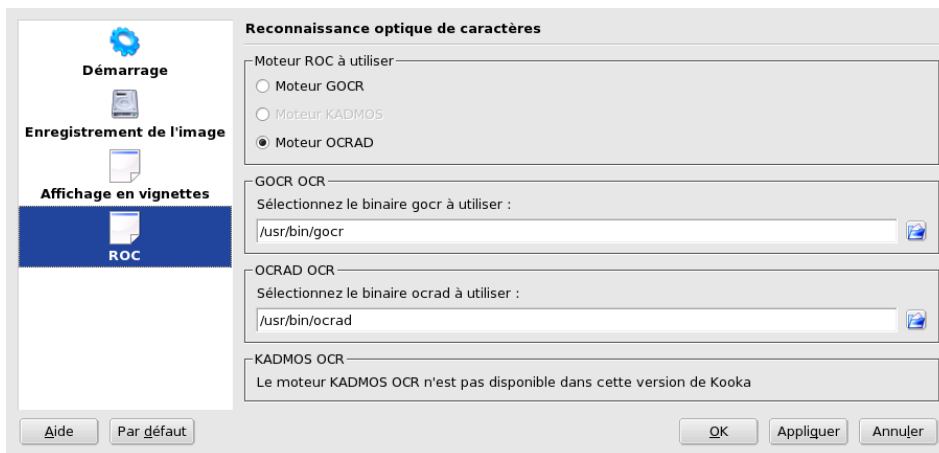 Démarrage
Enregistrement de l'image
Affichage en vignettes
ROC
Reconnaissance optique de caractères
Moteur ROC à utiliser
Moteur GOCR
Moteur KADMOS
Moteur OCRAD
GOCR OCR
Sélectionnez le binaire gocr à utiliser :
/usr/bin/gocr
OCRAD OCR
Sélectionnez le binaire ocrad à utiliser :
/usr/bin/ocrad
KADMOS OCR
Le moteur KADMOS OCR n'est pas disponible dans cette version de Kooka
Aide
Par défaut
OK
Appliquer
Annuler